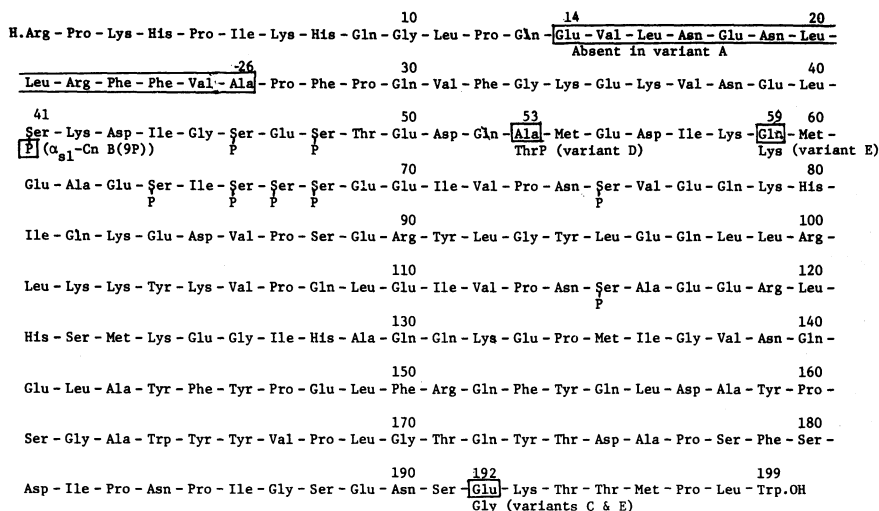 10 14 20
H.Arg - Pro - Lys - His - Pro - Ile - Lys - His - Gln - Gly - Leu - Pro - Gln - Glu - Val - Leu - Asn - Glu - Asn - Leu -
Absent in variant A
26 30 40
Leu - Arg - Phe - Phe - Val - Ala - Pro - Phe - Pro - Gln - Val - Phe - Gly - Lys - Glu - Lys - Val - Asn - Glu - Leu -
41 50 53 59 60
Ser - Lys - Asp - Ile - Gly - Ser - Glu - Ser - Thr - Glu - Asp - Gln - Ala - Met - Glu - Asp - Ile - Lys - Gln - Met -
P (αs1-Cn B(9P)) P P ThrP (variant D) Lys (variant E)
70 80
Glu - Ala - Glu - Ser - Ile - Ser - Ser - Ser - Glu - Ile - Val - Pro - Asn - Ser - Val - Glu - Gln - Lys - His -
P P P P P
90 100
Ile - Gln - Lys - Glu - Asp - Val - Pro - Ser - Glu - Arg - Tyr - Leu - Gly - Tyr - Leu - Glu - Gln - Leu - Leu - Arg -
110 120
Leu - Lys - Lys - Tyr - Lys - Val - Pro - Gln - Leu - Glu - Ile - Val - Pro - Asn - Ser - Ala - Glu - Glu - Arg - Leu -
P
130 140
His - Ser - Met - Lys - Glu - Gly - Ile - His - Ala - Gln - Gln - Lys - Glu - Pro - Met - Ile - Gly - Val - Asn - Gln -
150 160
Glu - Leu - Ala - Tyr - Phe - Tyr - Pro - Glu - Leu - Phe - Arg - Gln - Phe - Tyr - Gln - Leu - Asp - Ala - Tyr - Pro -
170 180
Ser - Gly - Ala - Trp - Tyr - Tyr - Val - Pro - Leu - Gly - Thr - Gln - Tyr - Thr - Asp - Ala - Pro - Ser - Phe - Ser -
190 192 199
Asp - Ile - Pro - Asn - Pro - Ile - Gly - Ser - Glu - Asn - Ser - Glu - Lys - Thr - Thr - Met - Pro - Leu - Trp.OH
Gly (variants C & E)